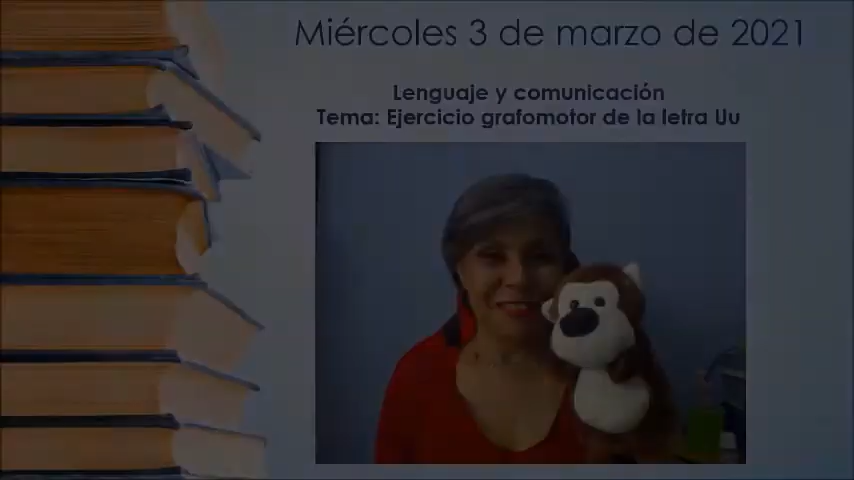 Miércoles 3 de marzo de 2021
Lenguaje y comunicación
Tema: Ejercicio grafomotor de la letra Uu